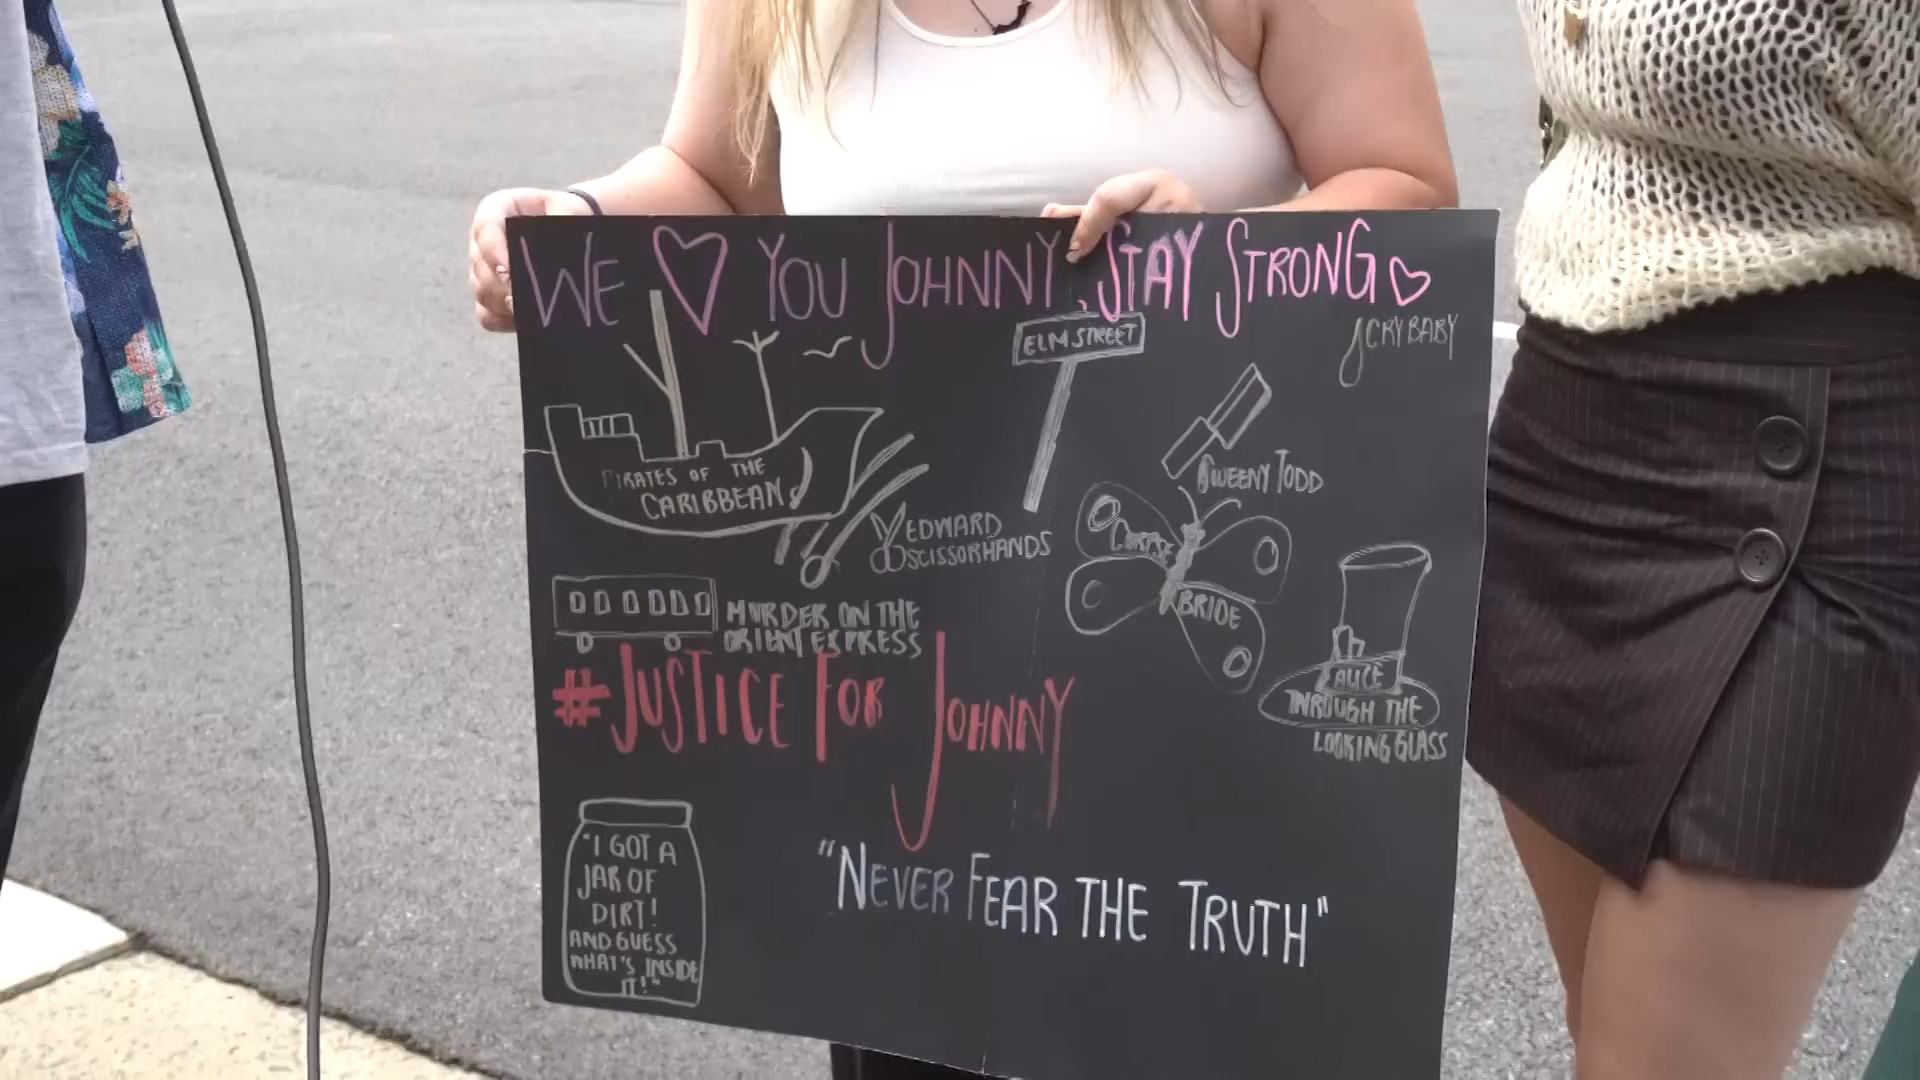 WE ♡ YOU JOHNNY, STAY STRONG ♡
ELM STREET
CRY BABY
PIRATES OF THE
CARIBBEAN
SWEENY TODD
EDWARD
SCISSORHANDS
CORPSE
BRIDE
MURDER ON THE
ORIENT EXPRESS
ALICE
THROUGH THE
LOOKING GLASS
#JUSTICE FOR JOHNNY
"I GOT A
JAR OF
DIRT!
AND GUESS
WHAT'S INSIDE
IT!"
"NEVER FEAR THE TRUTH"